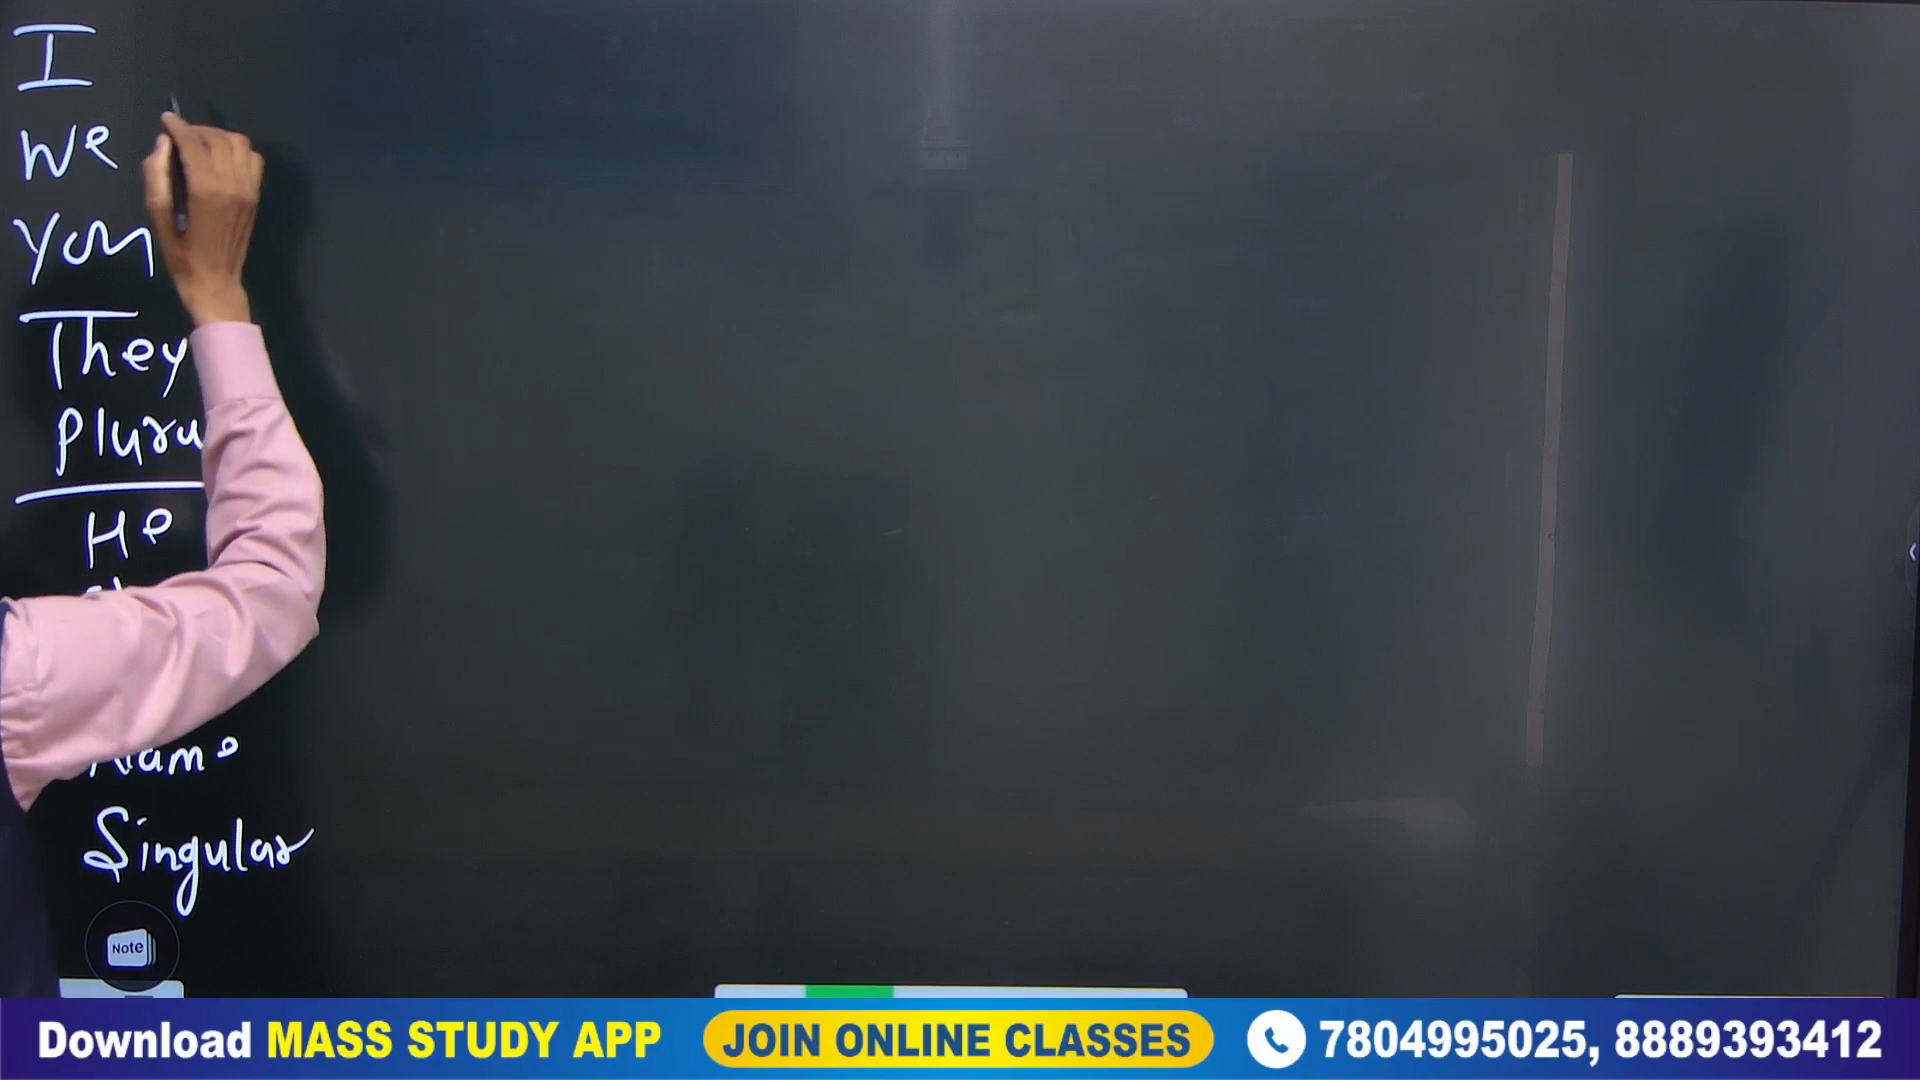 I
We
You
They
Plura
He
Name
Singular
Note
Download MASS STUDY APP JOIN ONLINE CLASSES 7804995025, 8889393412